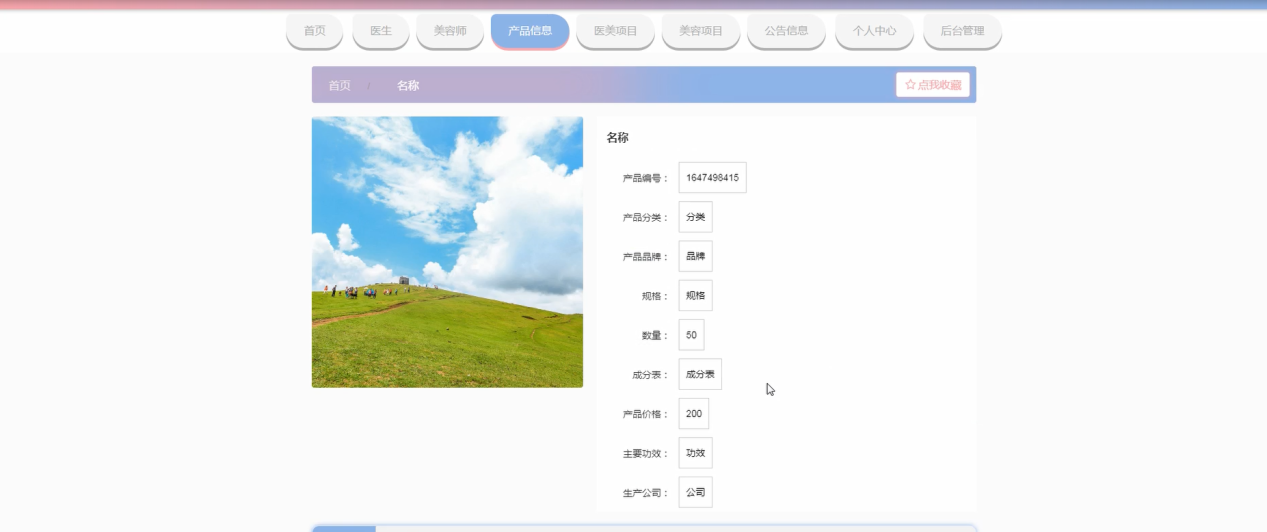 首页 医生 美容师 产品信息 医美项目 美容项目 公告信息 个人中心 后台管理
首页 / 名称 ☆点我收藏
名称
产品编号： 1647498415
产品分类： 分类
产品品牌： 品牌
规格： 规格
数量： 50
成分表： 成分表
产品价格： 200
主要功效： 功效
生产公司： 公司